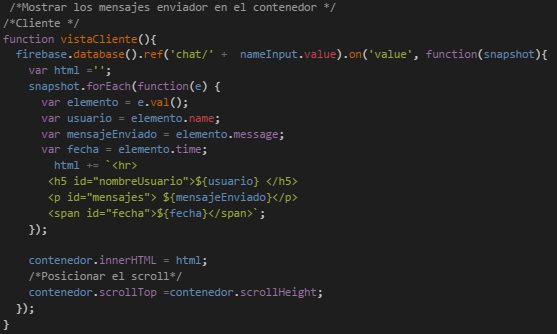 /*Mostrar los mensajes enviador en el contenedor */
/*Cliente */
function vistaCliente(){
firebase.database().ref('chat/' + nameInput.value).on('value', function(snapshot){
var html ='';
snapshot.forEach(function(e) {
var elemento = e.val();
var usuario = elemento.name;
var mensajeEnviado = elemento.message;
var fecha = elemento.time;
html += `<hr>
<h5 id="nombreUsuario">${usuario} </h5>
<p id="mensajes"> ${mensajeEnviado}</p>
<span id="fecha">${fecha}</span>`;
});
contenedor.innerHTML = html;
/*Posicionar el scroll*/
contenedor.scrollTop =contenedor.scrollHeight;
});
}